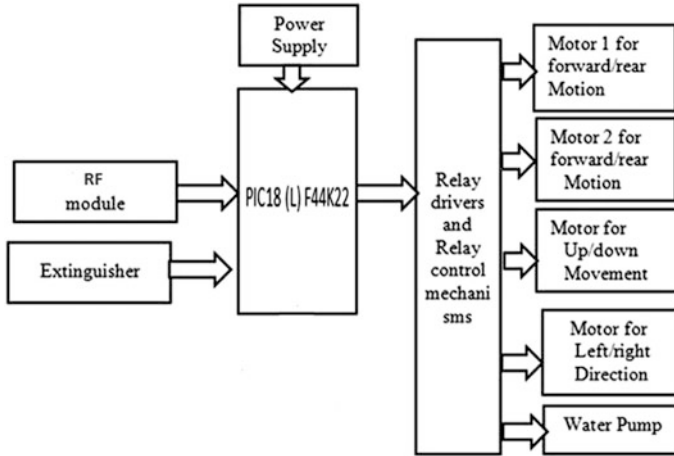 Power
Supply
PIC18 (L) F44K22
RF
module
Extinguisher
Relay
drivers
and
Relay
control
mechani
sms
Motor 1 for
forward/rear
Motion
Motor 2 for
forward/rear
Motion
Motor for
Up/down
Movement
Motor for
Left/right
Direction
Water Pump